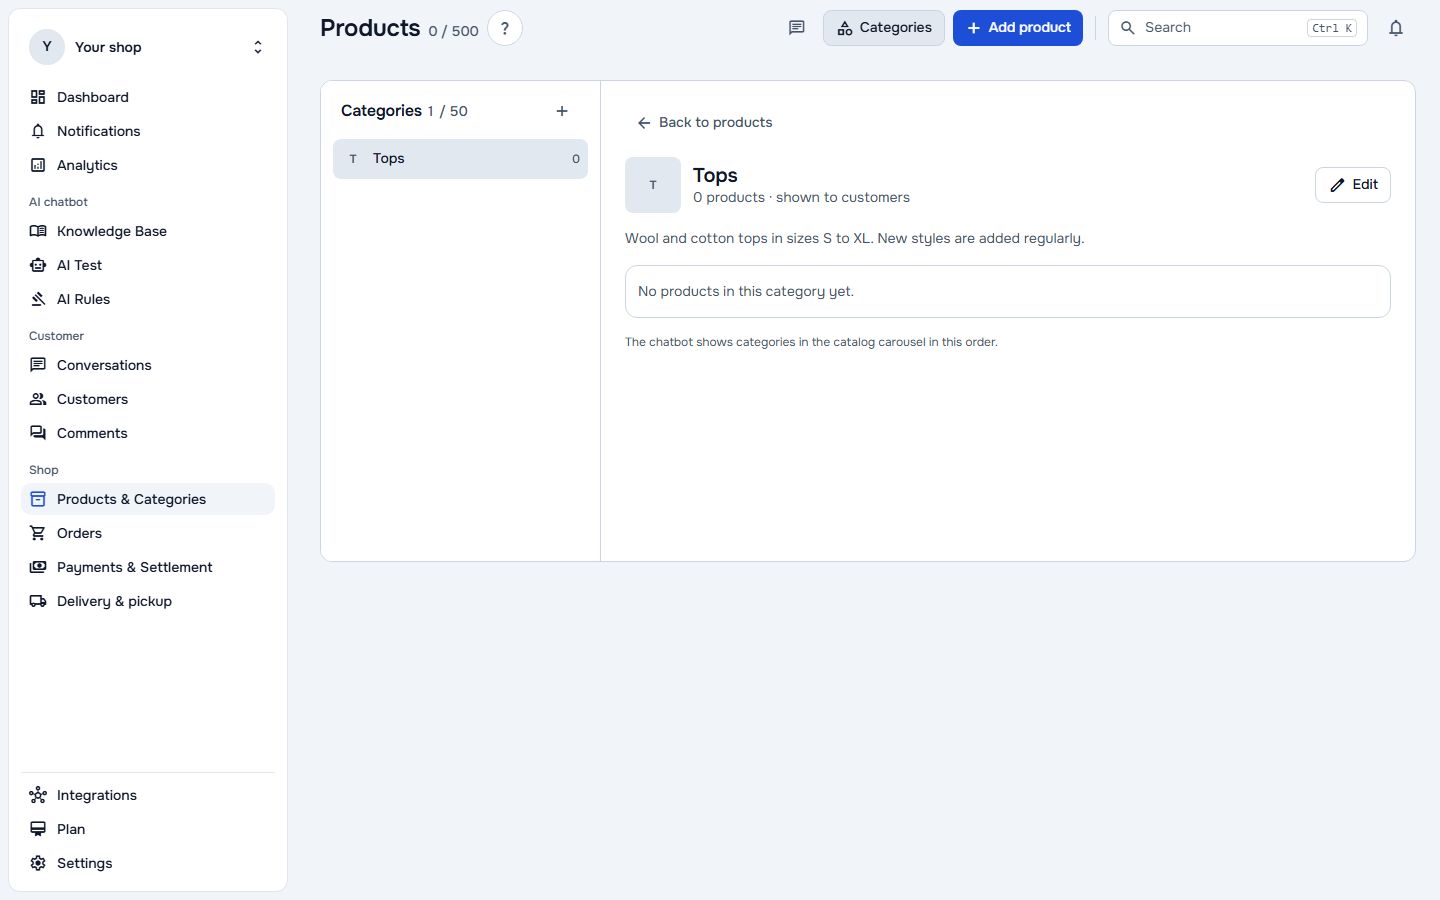 Y
Your shop
Dashboard
Notifications
Analytics
AI chatbot
Knowledge Base
AI Test
AI Rules
Customer
Conversations
Customers
Comments
Shop
Products & Categories
Orders
Payments & Settlement
Delivery & pickup
Integrations
Plan
Settings
Products 0 / 500 ?
Categories
Add product
Search Ctrl K
Categories 1 / 50
T Tops 0
Back to products
T
Tops
0 products · shown to customers
Edit
Wool and cotton tops in sizes S to XL. New styles are added regularly.
No products in this category yet.
The chatbot shows categories in the catalog carousel in this order.